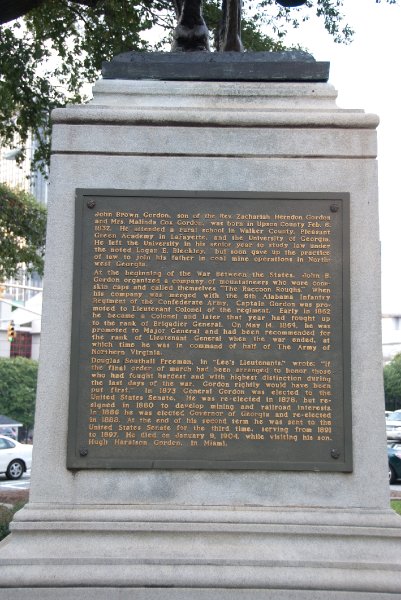 John Brown Gordon, son of the Rev. Zachariah Herndon Gordon
and Mrs. Malinda Cox Gordon, was born in Upson County Feb. 6,
1832. He attended a rural school in Walker County, Pleasant
Green Academy in Lafayette, and the University of Georgia.
He left the University in his senior year to study law under
the noted Logan E. Bleckley, but soon gave up the practice
of law to join his father in coal mine operations in North-
west Georgia.
At the beginning of the War Between the States, John B.
Gordon organized a company of mountaineers who wore coon-
skin caps and called themselves "The Raccoon Roughs." When
his company was merged with the 6th Alabama Infantry
Regiment of the Confederate Army, Captain Gordon was pro-
moted to Lieutenant Colonel of the regiment. Early in 1862
he became a Colonel and later that year had fought up
to the rank of Brigadier General. On May 14, 1864, he was
promoted to Major General and had been recommended for
the rank of Lieutenant General when the war ended, at
which time he was in command of half of The Army of
Northern Virginia.
Douglas Southall Freeman, in "Lee's Lieutenants," wrote: "If
the final order of march had been arranged to honor those
who had fought hardest and with highest distinction during
the last days of the war, Gordon rightly would have been
put first." In 1873 General Gordon was elected to the
United States Senate. He was re-elected in 1878, but re-
signed in 1880 to develop mining and railroad interests.
In 1886 he was elected Governor of Georgia and re-elected
in 1888. At the end of his second term he was sent to the
United States Senate for the third time, serving from 1891
to 1897. He died on January 9, 1904, while visiting his son,
Hugh Haralson Gordon, in Miami.